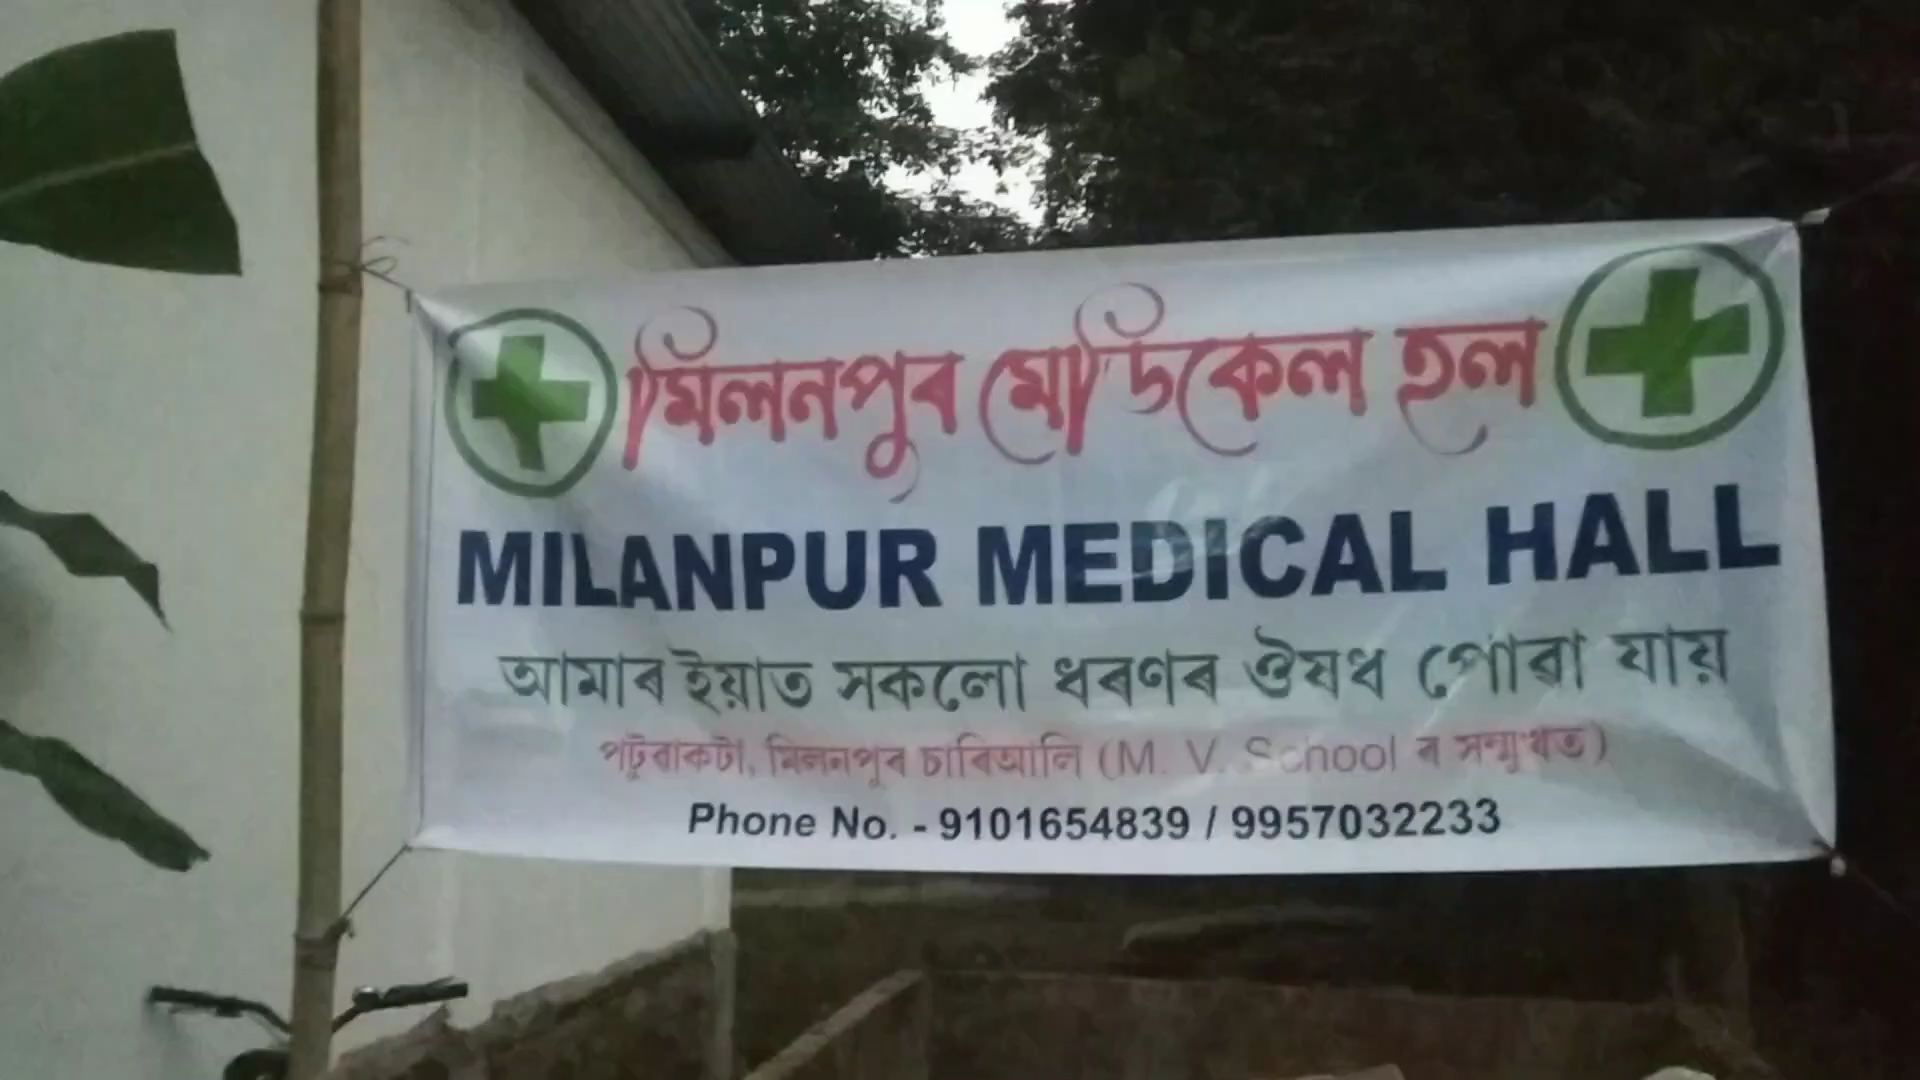 মিলনপুৰ মেডিকেল হল
MILANPUR MEDICAL HALL
আমাৰ ইয়াত সকলো ধৰণৰ ঔষধ পোৱা যায়
পটুৱাকটা, মিলনপুৰ চাৰিআলি (M. V. School ৰ সন্মুখত)
Phone No. - 9101654839 / 9957032233